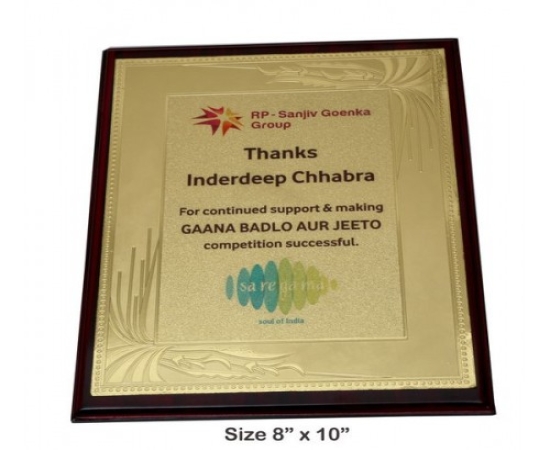 RP-Sanjiv Goenka
Group
Thanks
Inderdeep Chhabra
For continued support & making
GAANA BADLO AUR JEETO
competition successful.
sa re ga ma
soul of India
Size 8” x 10”